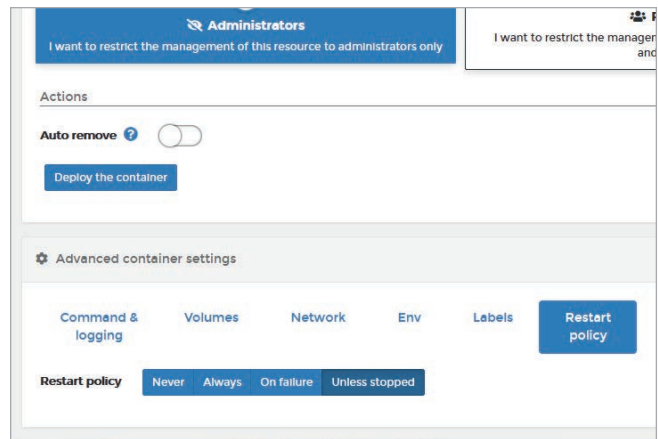 Administrators
I want to restrict the management of this resource to administrators only
I want to restrict the
and
Actions
Auto remove
Deploy the container
Advanced container settings
Command &
logging
Volumes
Network
Env
Labels
Restart
policy
Restart policy
Never
Always
On failure
Unless stopped